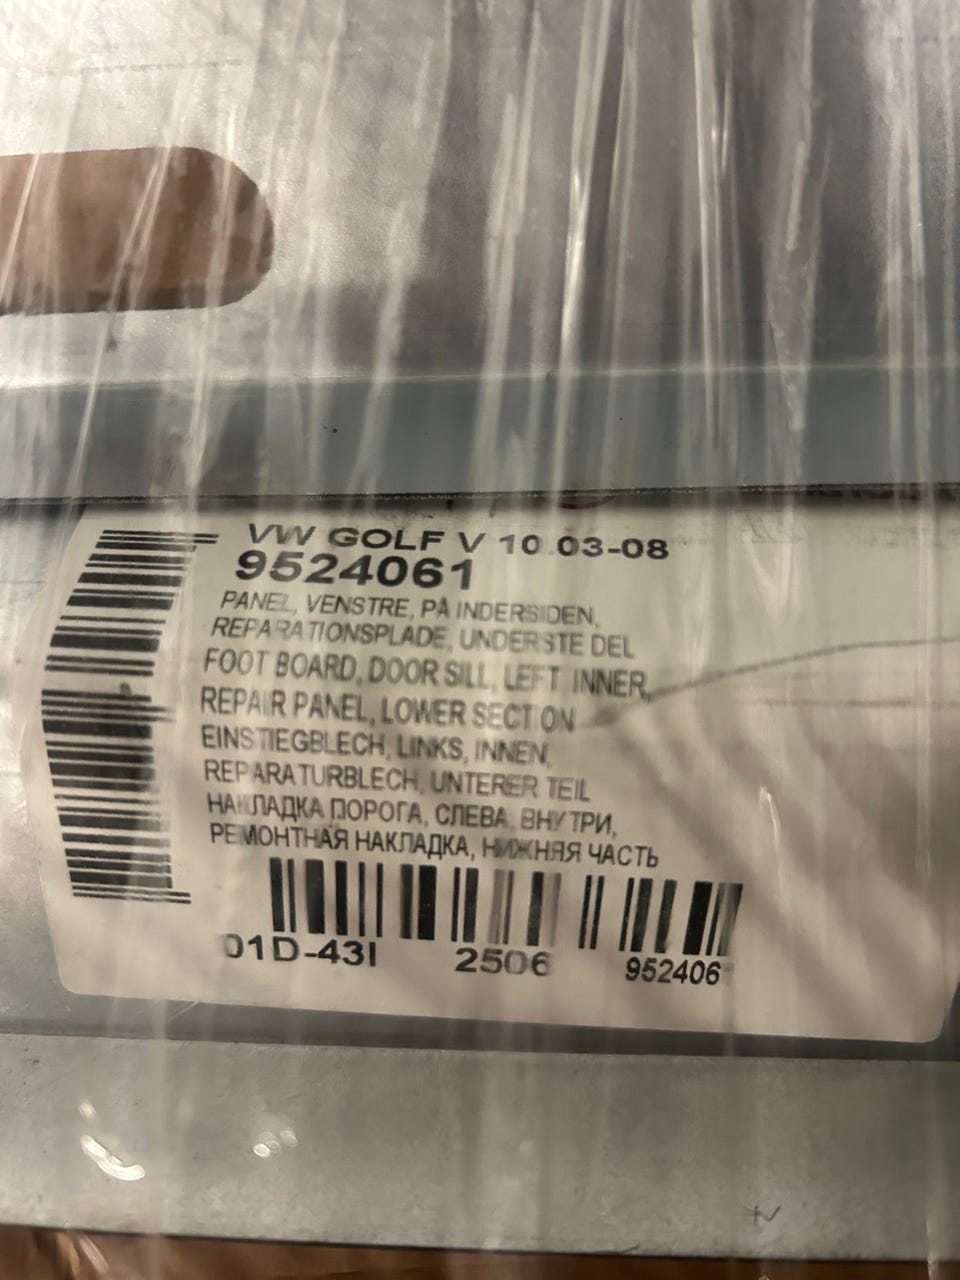 VW GOLF V 10.03-08
9524061
PANEL, VENSTRE, PÅ INDERSIDEN,
REPARATIONSPLADE, UNDERSTE DEL
FOOT BOARD, DOOR SILL, LEFT INNER,
REPAIR PANEL, LOWER SECTION
EINSTIEGBLECH, LINKS, INNEN,
REPARATURBLECH, UNTERER TEIL
НАКЛАДКА ПОРОГА, СЛЕВА, ВНУТРИ,
РЕМОНТНАЯ НАКЛАДКА, НИЖНЯЯ ЧАСТЬ
01D-43I 2506 9524061